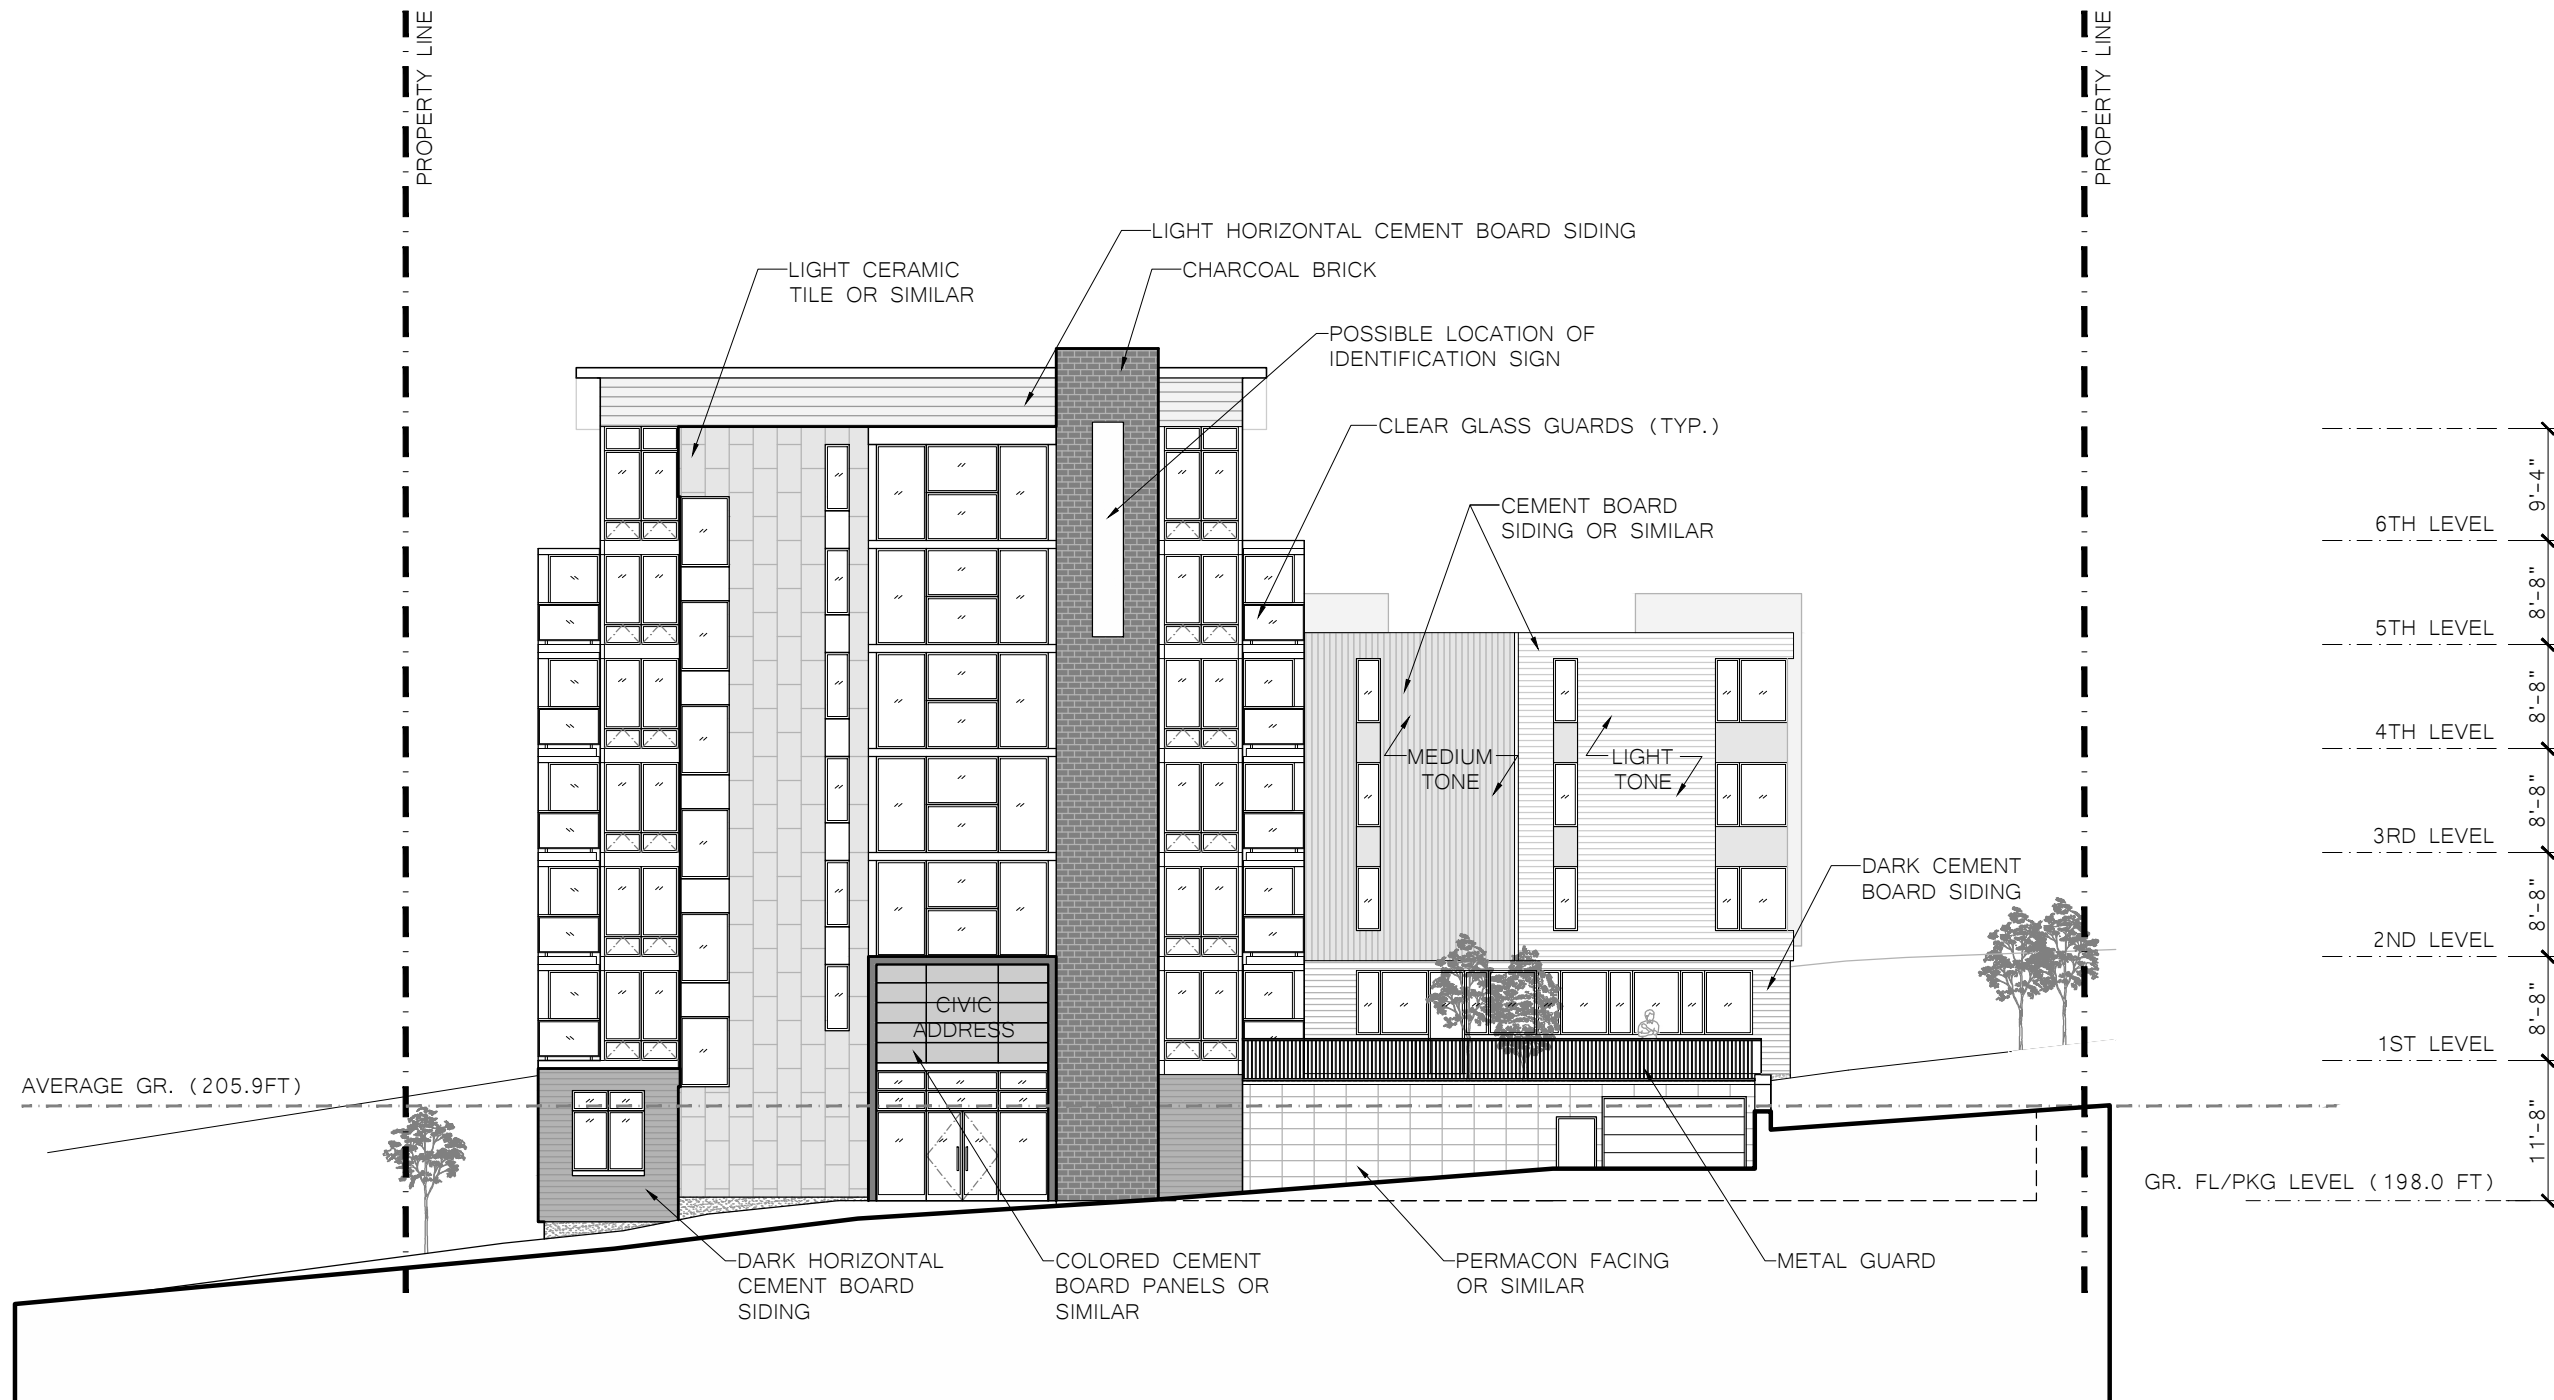 PROPERTY LINE
PROPERTY LINE
LIGHT HORIZONTAL CEMENT BOARD SIDING
LIGHT CERAMIC
TILE OR SIMILAR
CHARCOAL BRICK
POSSIBLE LOCATION OF
IDENTIFICATION SIGN
CLEAR GLASS GUARDS (TYP.)
CEMENT BOARD
SIDING OR SIMILAR
MEDIUM
TONE
LIGHT
TONE
DARK CEMENT
BOARD SIDING
CIVIC
ADDRESS
AVERAGE GR. (205.9FT)
DARK HORIZONTAL
CEMENT BOARD
SIDING
COLORED CEMENT
BOARD PANELS OR
SIMILAR
PERMACON FACING
OR SIMILAR
METAL GUARD
9'-4"
6TH LEVEL
8'-8"
5TH LEVEL
8'-8"
4TH LEVEL
8'-8"
3RD LEVEL
8'-8"
2ND LEVEL
8'-8"
1ST LEVEL
11'-8"
GR. FL/PKG LEVEL (198.0 FT)